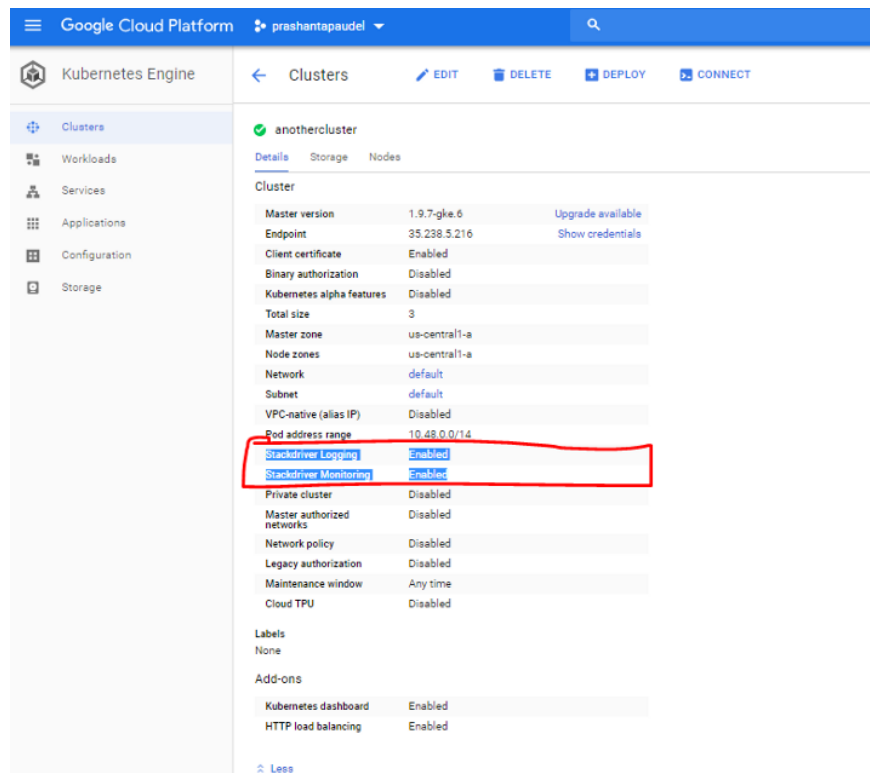 Google Cloud Platform prashantapaudel
Kubernetes Engine Clusters EDIT DELETE DEPLOY CONNECT
Clusters
Workloads
Services
Applications
Configuration
Storage
anothercluster
Details Storage Nodes
Cluster
Master version 1.9.7-gke.6 Upgrade available
Endpoint 35.238.5.216 Show credentials
Client certificate Enabled
Binary authorization Disabled
Kubernetes alpha features Disabled
Total size 3
Master zone us-central1-a
Node zones us-central1-a
Network default
Subnet default
VPC-native (alias IP) Disabled
Pod address range 10.48.0.0/14
Stackdriver Logging Enabled
Stackdriver Monitoring Enabled
Private cluster Disabled
Master authorized Disabled
networks
Network policy Disabled
Legacy authorization Disabled
Maintenance window Any time
Cloud TPU Disabled
Labels
None
Add-ons
Kubernetes dashboard Enabled
HTTP load balancing Enabled
Less